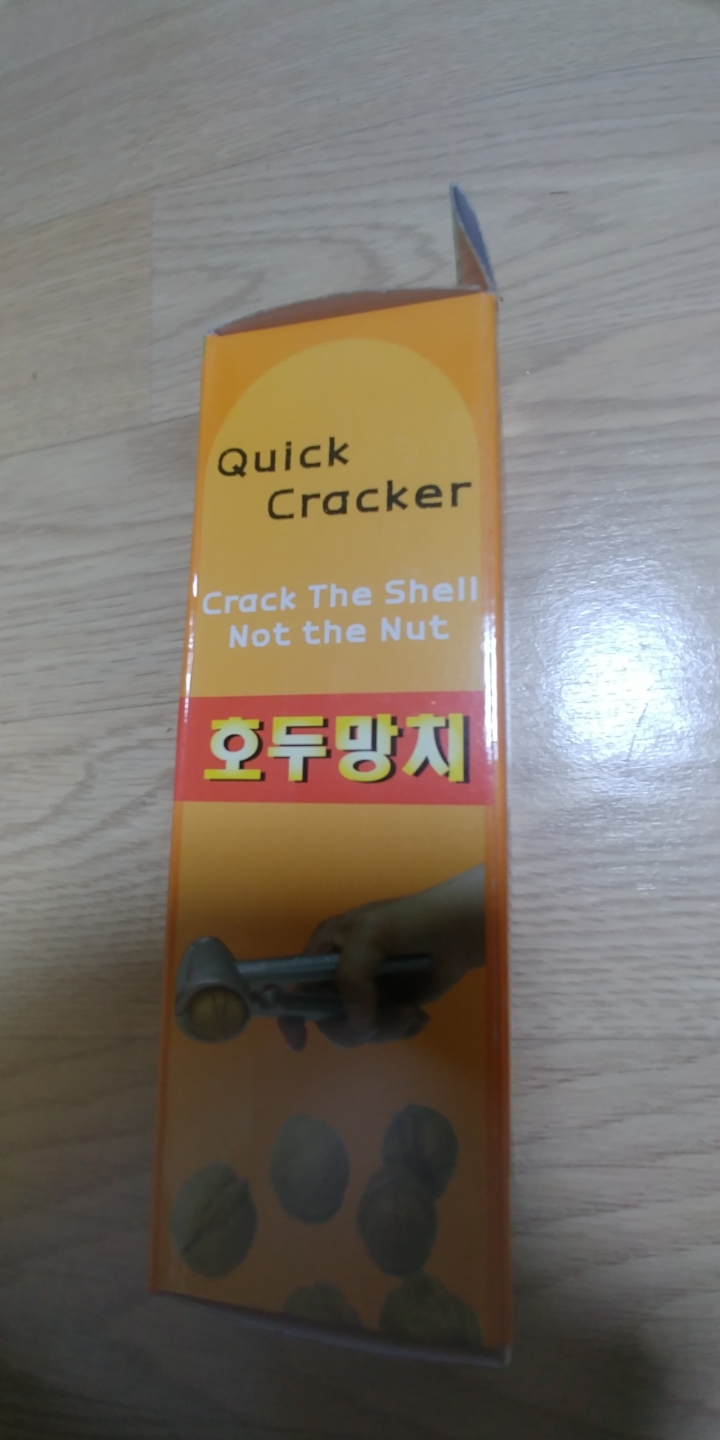 Quick
Cracker
Crack The Shell
Not the Nut
호두망치